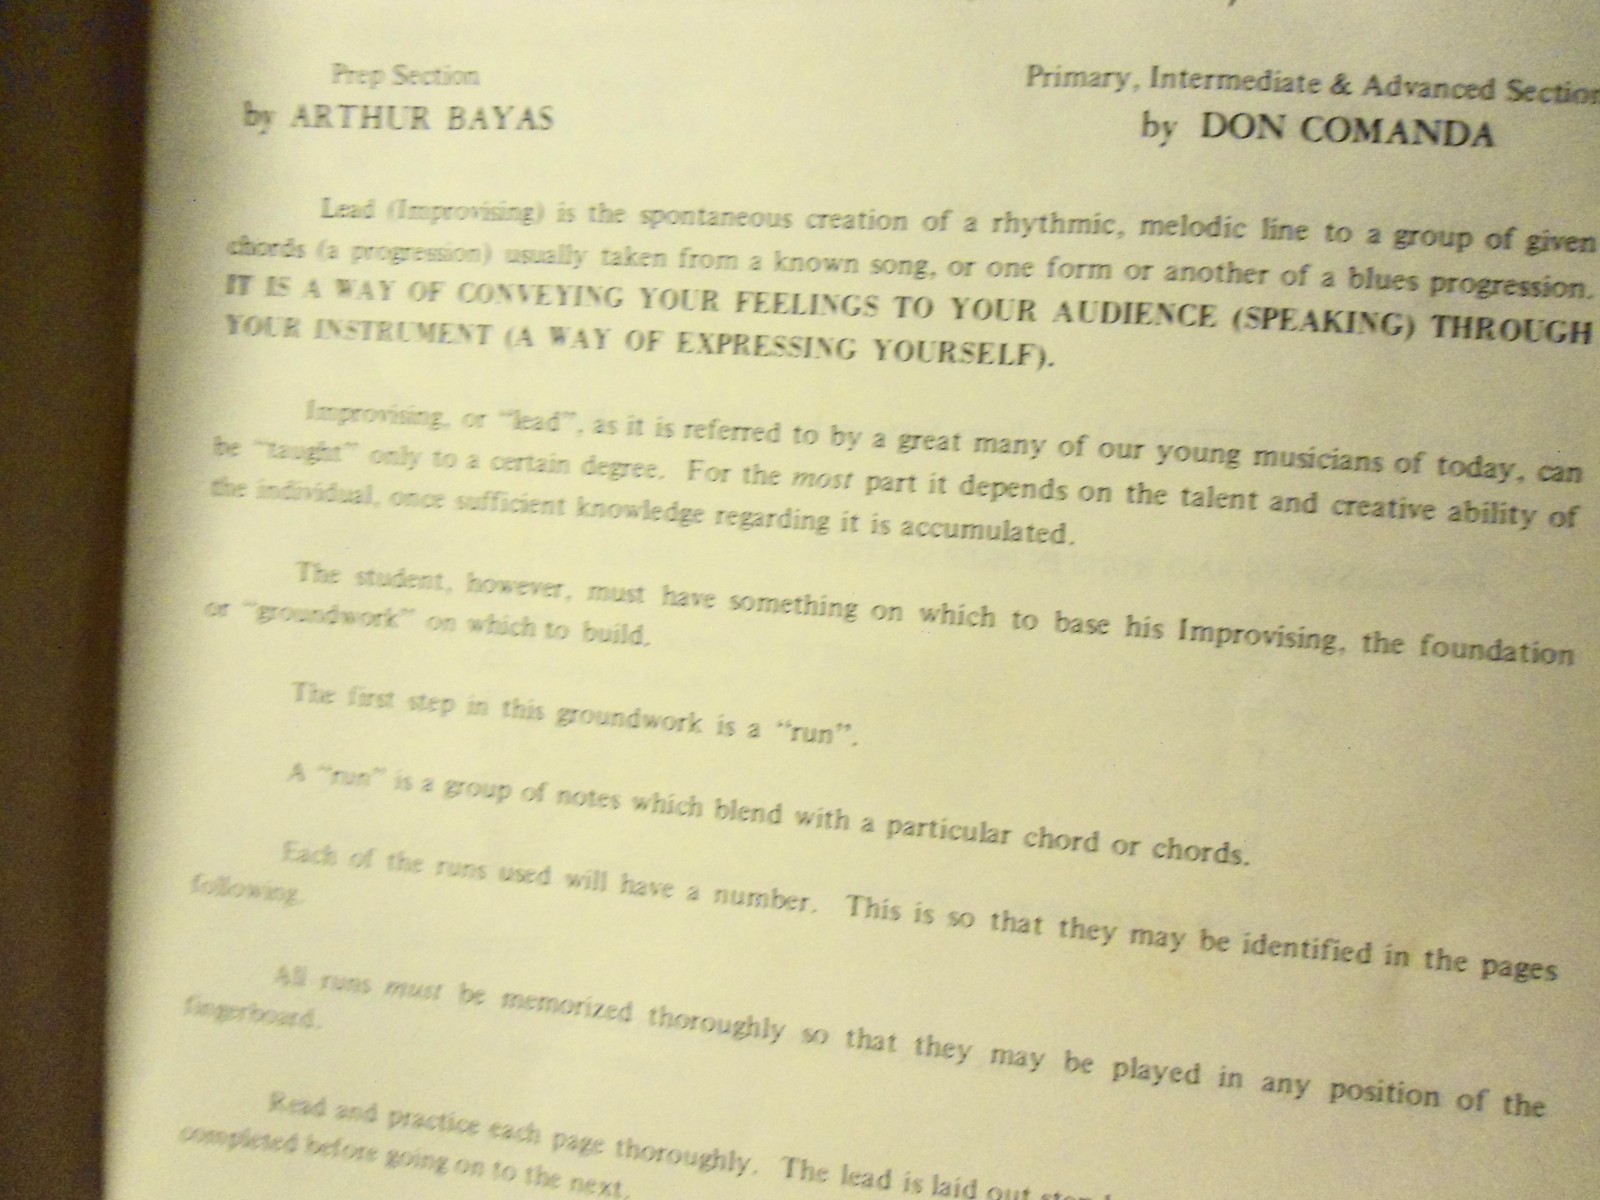 Prep Section
by ARTHUR BAYAS
Primary, Intermediate & Advanced Section
by DON COMANDA
Lead (Improvising) is the spontaneous creation of a rhythmic, melodic line to a group of given
chords (a progression) usually taken from a known song, or one form or another of a blues progression.
IT IS A WAY OF CONVEYING YOUR FEELINGS TO YOUR AUDIENCE (SPEAKING) THROUGH
YOUR INSTRUMENT (A WAY OF EXPRESSING YOURSELF).
Improvising, or "lead", as it is referred to by a great many of our young musicians of today, can
be "taught" only to a certain degree. For the most part it depends on the talent and creative ability of
the individual, once sufficient knowledge regarding it is accumulated.
The student, however, must have something on which to base his Improvising, the foundation
or "groundwork" on which to build.
The first step in this groundwork is a "run".
A "run" is a group of notes which blend with a particular chord or chords.
Each of the runs used will have a number. This is so that they may be identified in the pages
following.
All runs must be memorized thoroughly so that they may be played in any position of the
fingerboard.
Read and practice each page thoroughly. The lead is laid out
completed before going on to the next.